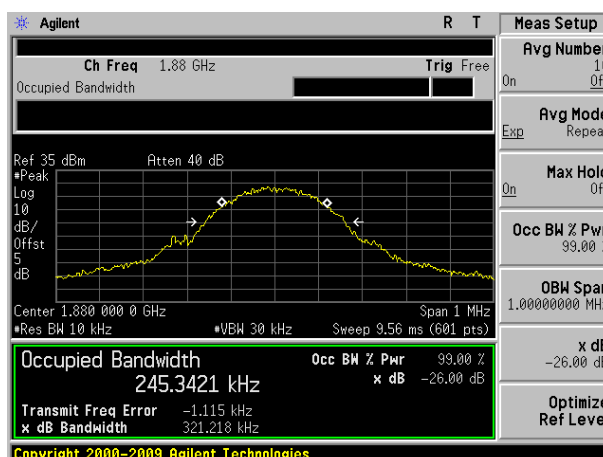 Agilent R T
Ch Freq 1.88 GHz Trig Free
Occupied Bandwidth
Ref 35 dBm Atten 40 dB
#Peak
Log
10
dB/
Offst
5
dB
Center 1.880 000 0 GHz Span 1 MHz
#Res BW 10 kHz #VBW 30 kHz Sweep 9.56 ms (601 pts)
Occupied Bandwidth Occ BW % Pwr 99.00 %
245.3421 kHz x dB -26.00 dB
Transmit Freq Error -1.115 kHz
x dB Bandwidth 321.218 kHz
Copyright 2000-2009 Agilent Technologies
Meas Setup
Avg Number
10
On Of
Avg Mode
Exp Repea
Max Hold
On Of
Occ BW % Pwr
99.00
OBW Span
1.00000000 MH
x dB
-26.00 dB
Optimize
Ref Level